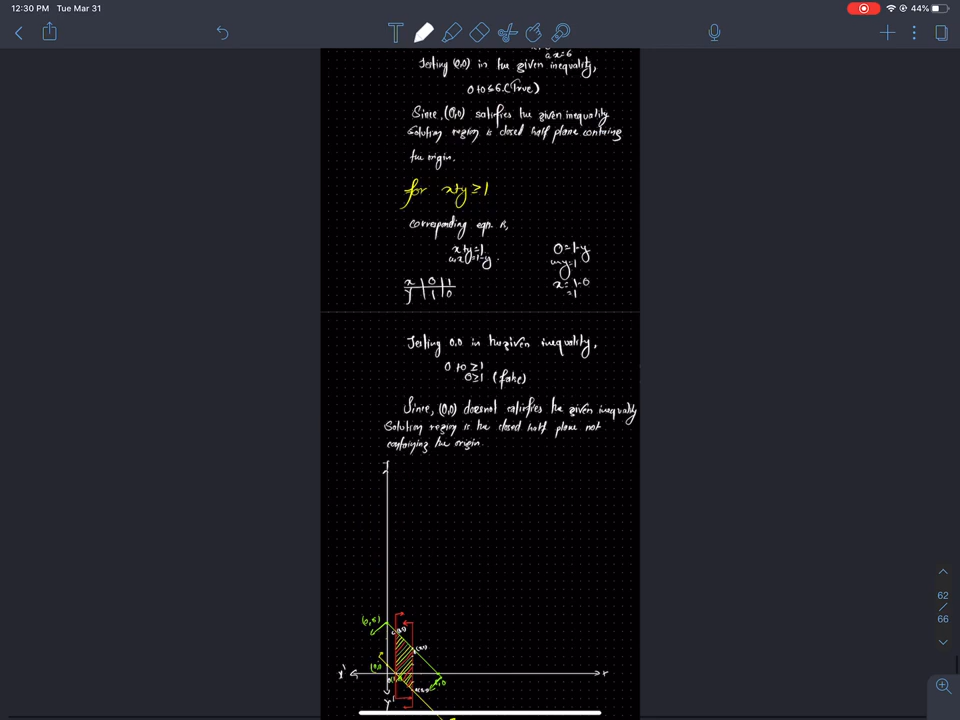 12:30 PM Tue Mar 31
44%
a x=6
Testing (0,0) in the given inequality,
0 to ≤ 6. (True)
Since, (0,0) satisfies the given inequality
Solution region is closed half plane containing
the origin.
for x+y ≥ 1
corresponding eqn. is,
x+y=1
x=1-y
0=1-y
y=1
x=1-0
=1
x 0 1
y 1 0
Testing 0,0 in the given inequality,
0 to ≥1
0≥1 (false)
Since, (0,0) doesnot satisfies the given inequality
Solution region is the closed half plane not
containing the origin.
Y
X'
X
Y'
62
/
66